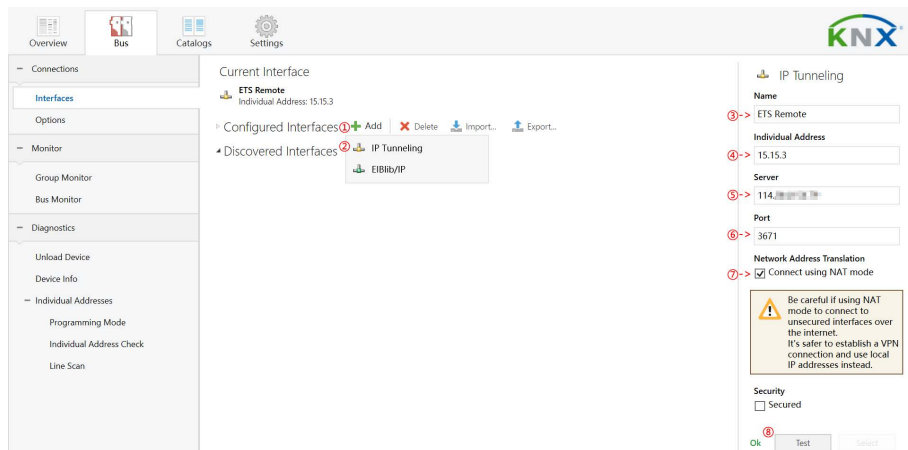 Overview
Bus
Catalogs
Settings
KNX
Connections
Interfaces
Options
Monitor
Group Monitor
Bus Monitor
Diagnostics
Unload Device
Device Info
Individual Addresses
Programming Mode
Individual Address Check
Line Scan
Current Interface
ETS Remote
Individual Address: 15.15.3
Configured Interfaces ① Add Delete Import... Export...
Discovered Interfaces ② IP Tunneling
EIBlib/IP
IP Tunneling
Name
③-> ETS Remote
Individual Address
④-> 15.15.3
Server
⑤-> 114.
Port
⑥-> 3671
Network Address Translation
⑦-> Connect using NAT mode
Be careful if using NAT
mode to connect to
unsecured interfaces over
the internet.
It's safer to establish a VPN
connection and use local
IP addresses instead.
Security
Secured
⑧
Ok Test Select